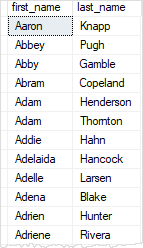 first_name last_name
Aaron Knapp
Abbey Pugh
Abby Gamble
Abram Copeland
Adam Henderson
Adam Thornton
Addie Hahn
Adelaida Hancock
Adelle Larsen
Adena Blake
Adrien Hunter
Adriene Rivera